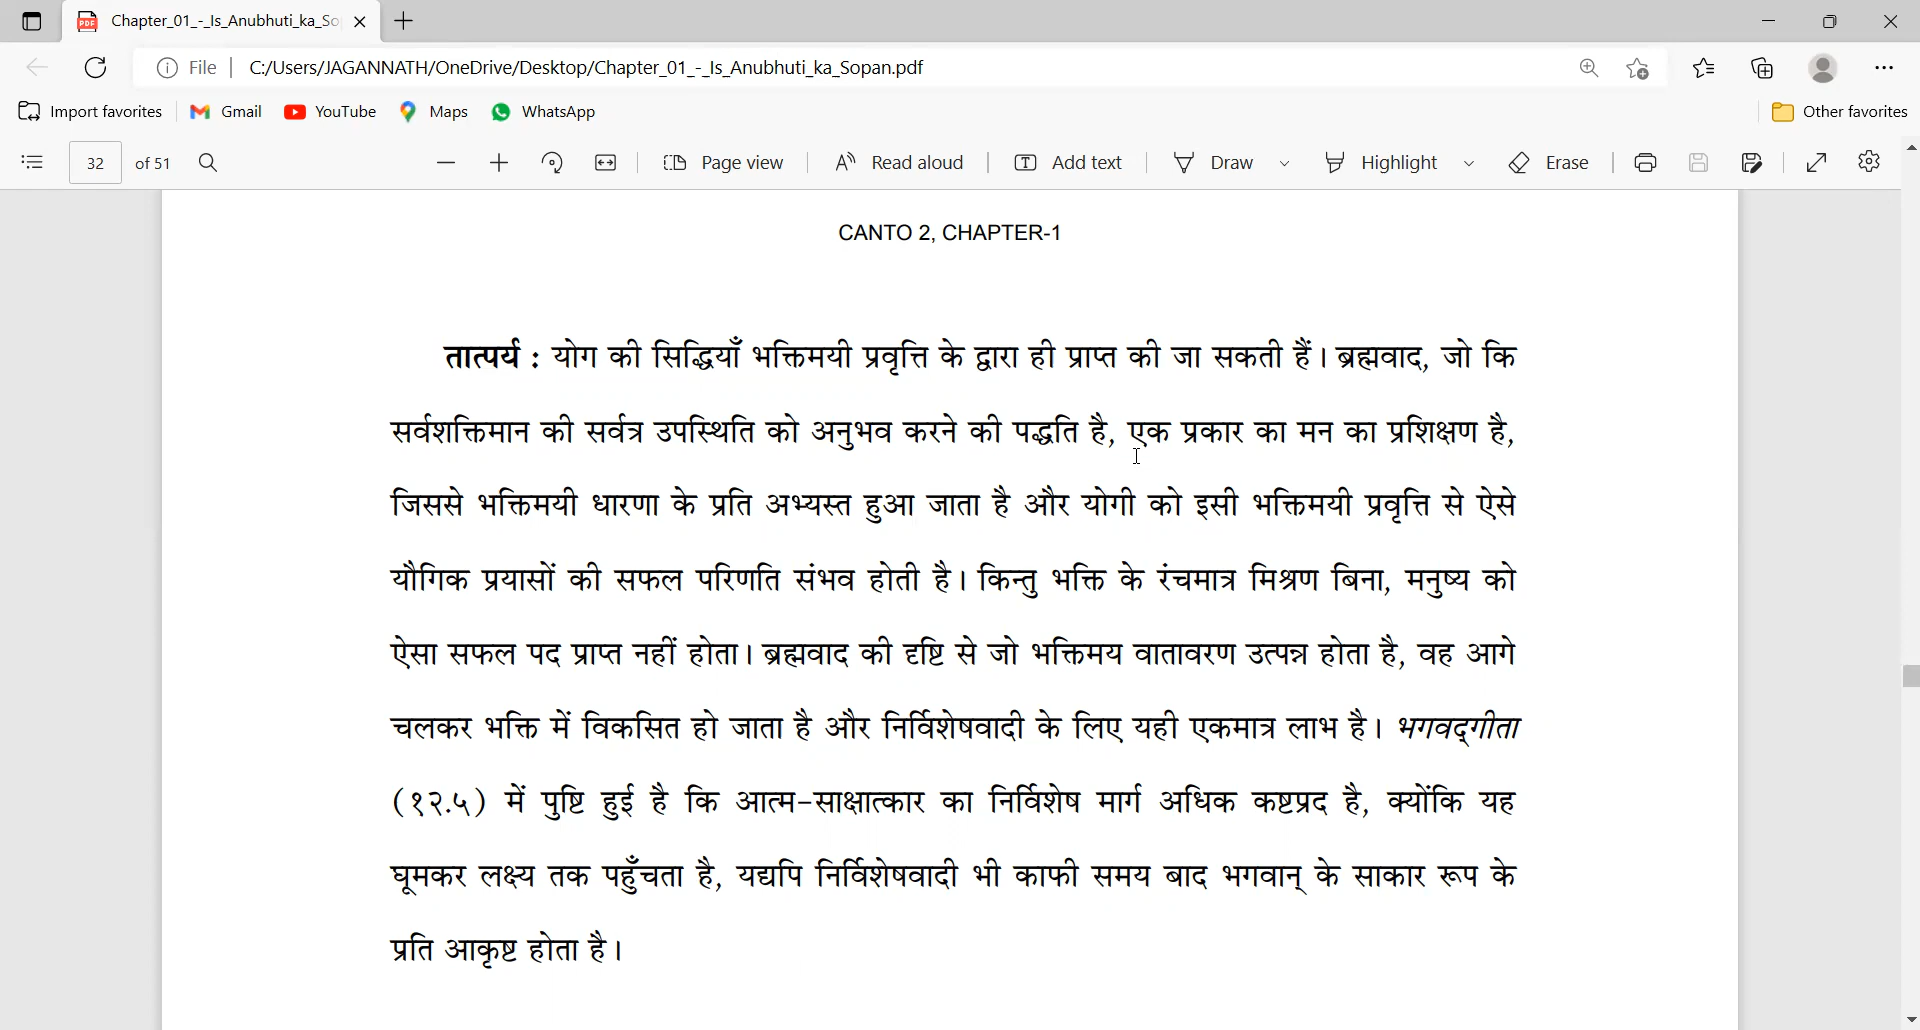 Chapter_01_-_Is_Anubhuti_ka_So
File
C:/Users/JAGANNATH/OneDrive/Desktop/Chapter_01_-_Is_Anubhuti_ka_Sopan.pdf
Import favorites Gmail YouTube Maps WhatsApp Other favorites
32 of 51 Page view Read aloud Add text Draw Highlight Erase
CANTO 2, CHAPTER-1
तात्पर्य : योग की सिद्धियाँ भक्तिमयी प्रवृत्ति के द्वारा ही प्राप्त की जा सकती हैं। ब्रह्मवाद, जो कि
सर्वशक्तिमान की सर्वत्र उपस्थिति को अनुभव करने की पद्धति है, एक प्रकार का मन का प्रशिक्षण है,
जिससे भक्तिमयी धारणा के प्रति अभ्यस्त हुआ जाता है और योगी को इसी भक्तिमयी प्रवृत्ति से ऐसे
यौगिक प्रयासों की सफल परिणति संभव होती है। किन्तु भक्ति के रंचमात्र मिश्रण बिना, मनुष्य को
ऐसा सफल पद प्राप्त नहीं होता। ब्रह्मवाद की दृष्टि से जो भक्तिमय वातावरण उत्पन्न होता है, वह आगे
चलकर भक्ति में विकसित हो जाता है और निर्विशेषवादी के लिए यही एकमात्र लाभ है। भगवद्गीता
(१२.५) में पुष्टि हुई है कि आत्म-साक्षात्कार का निर्विशेष मार्ग अधिक कष्टप्रद है, क्योंकि यह
घूमकर लक्ष्य तक पहुँचता है, यद्यपि निर्विशेषवादी भी काफी समय बाद भगवान् के साकार रूप के
प्रति आकृष्ट होता है।